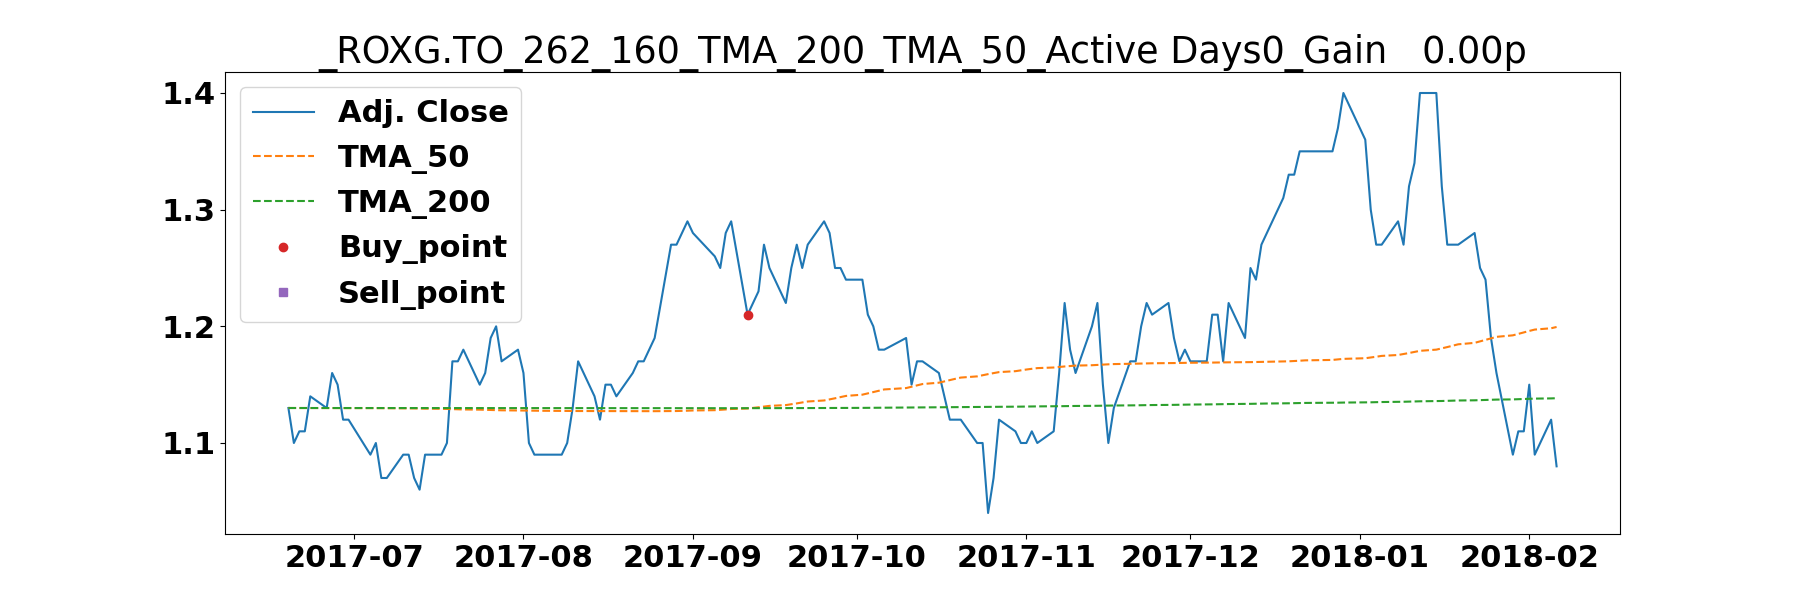 _ROXG.TO_262_160_TMA_200_TMA_50_Active Days0_Gain   0.00p
1.4
1.3
1.2
1.1
Adj. Close
TMA_50
TMA_200
Buy_point
Sell_point
2017-07 2017-08 2017-09 2017-10 2017-11 2017-12 2018-01 2018-02